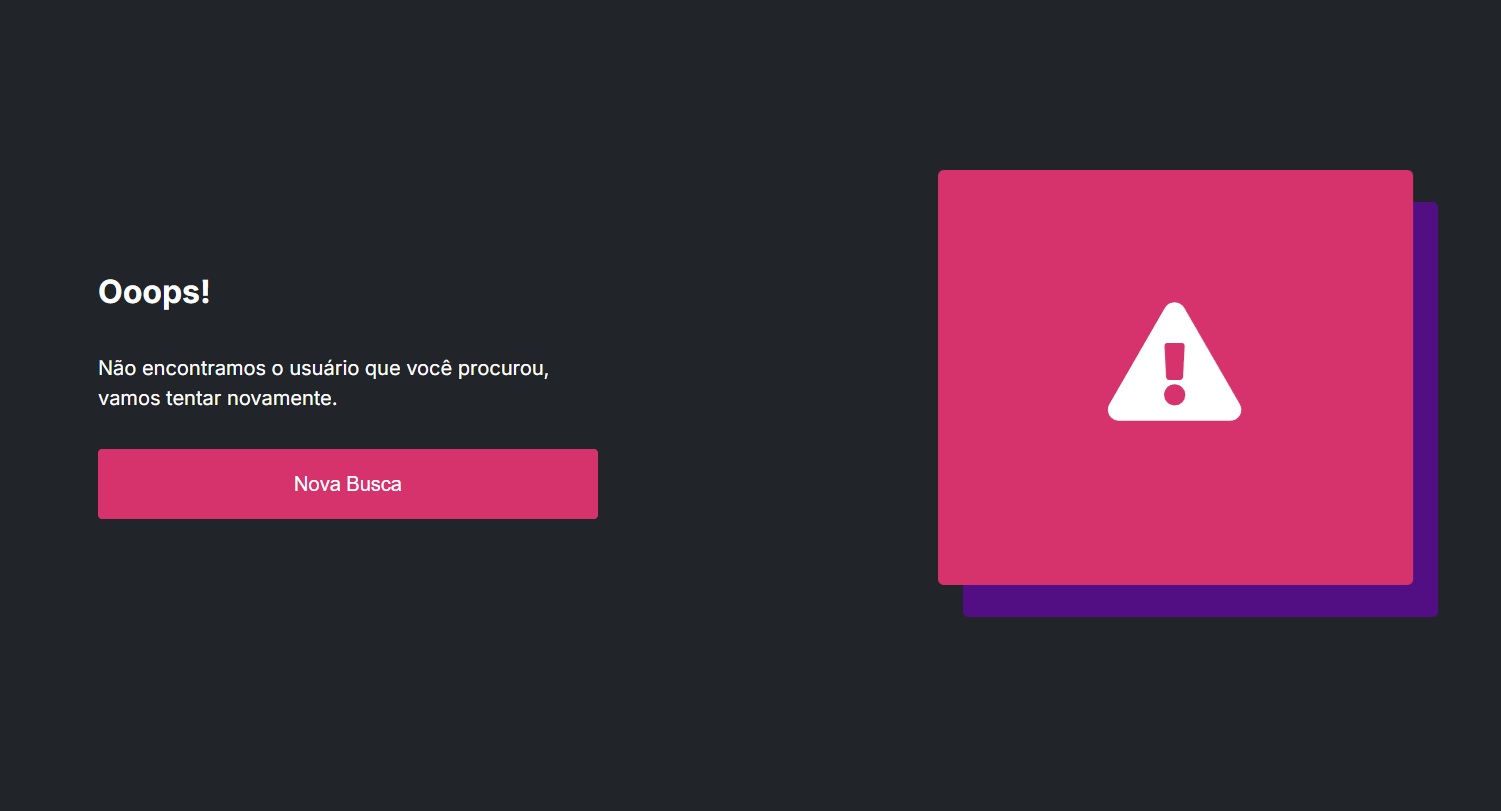 Ooops!
Não encontramos o usuário que você procurou,
vamos tentar novamente.
Nova Busca